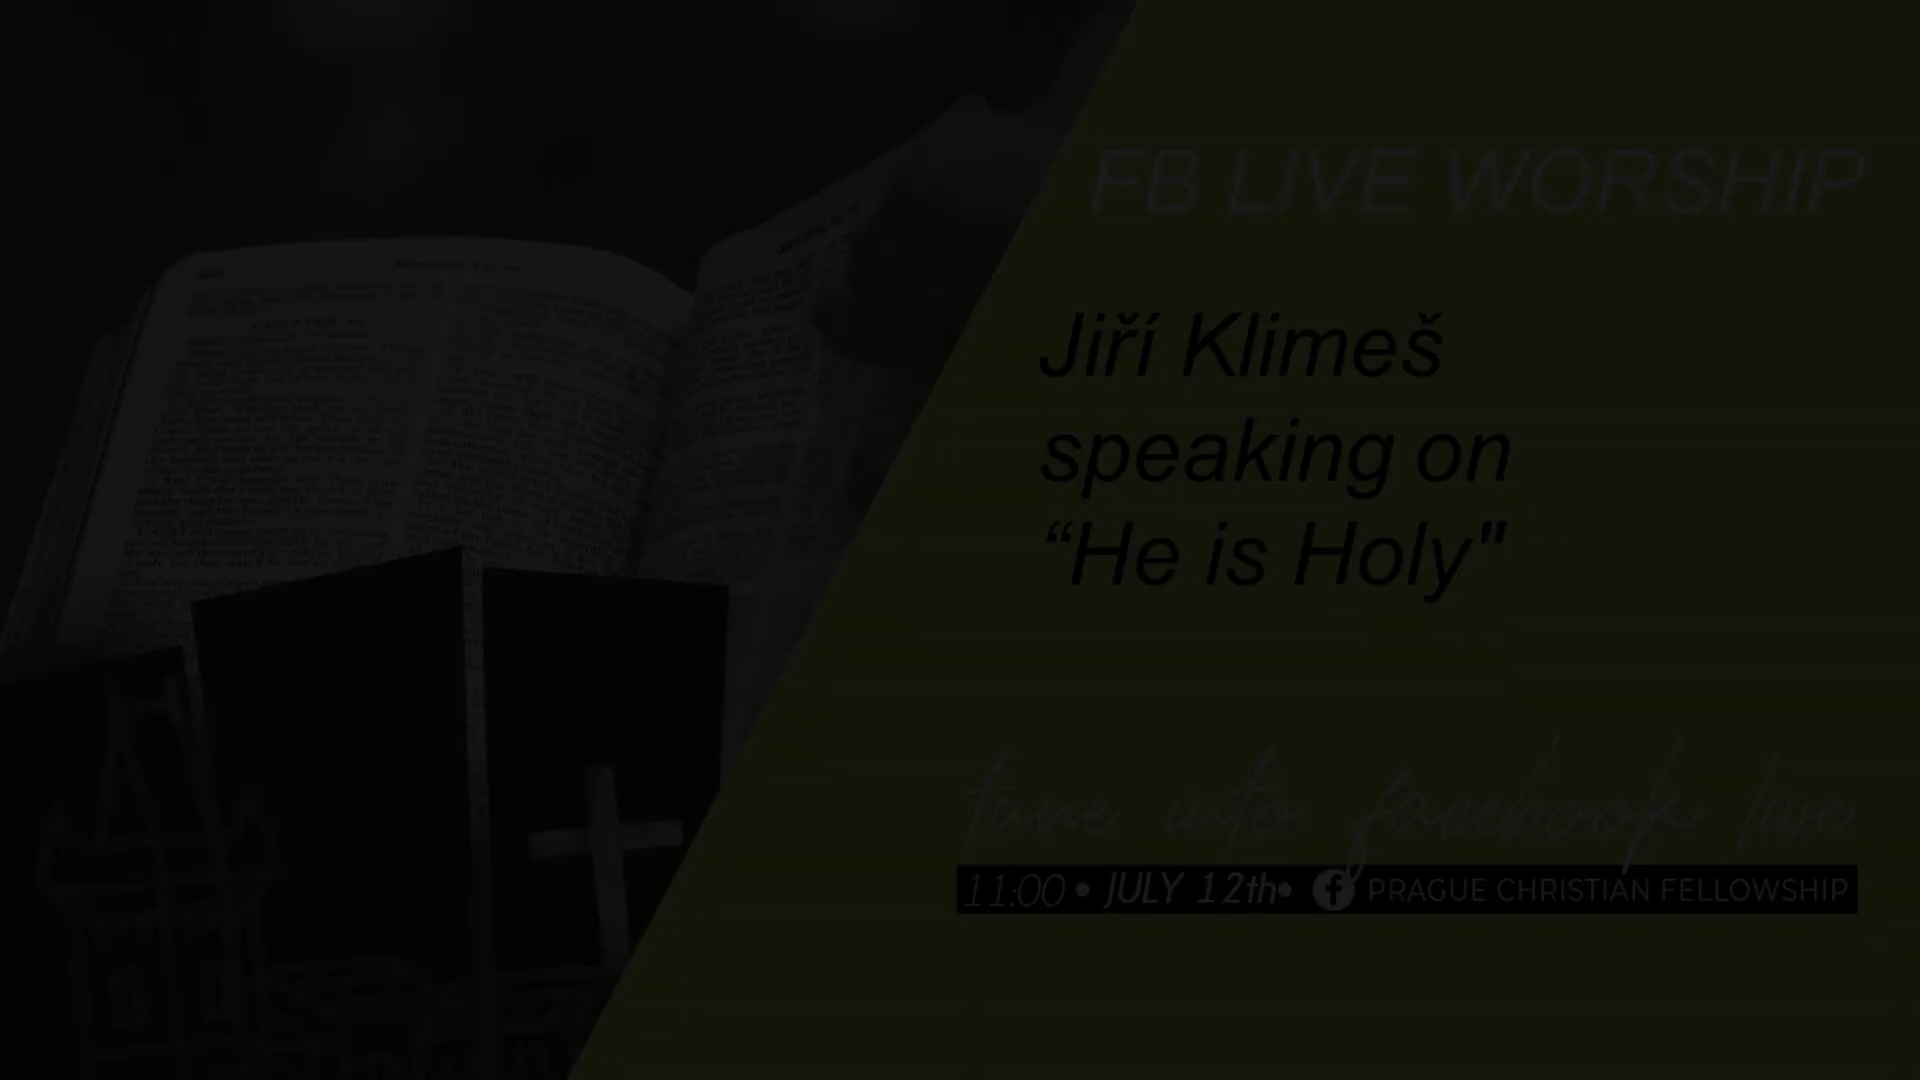 FB LIVE WORSHIP
Jiří Klimeš
speaking on
“He is Holy"
tune into facebook live
11:00 • JULY 12th• f PRAGUE CHRISTIAN FELLOWSHIP